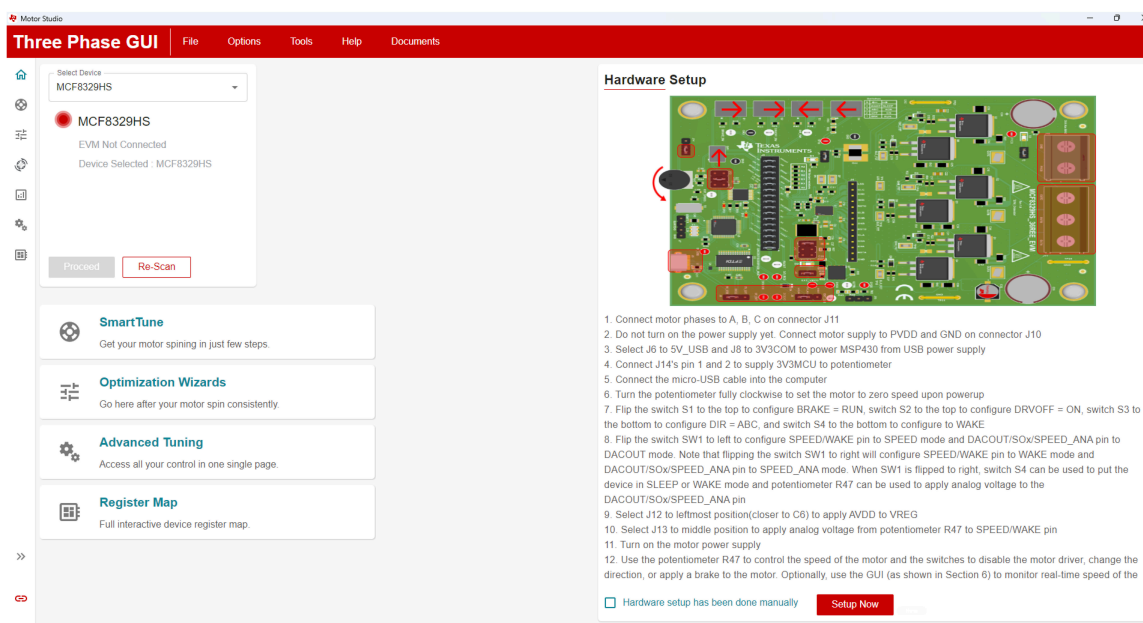 Motor Studio
Three Phase GUI
File
Options
Tools
Help
Documents
Select Device
MCF8329HS
MCF8329HS
EVM Not Connected
Device Selected : MCF8329HS
Proceed
Re-Scan
SmartTune
Get your motor spining in just few steps.
Optimization Wizards
Go here after your motor spin consistently.
Advanced Tuning
Access all your control in one single page.
Register Map
Full interactive device register map.
Hardware Setup
TEXAS
INSTRUMENTS
1. Connect motor phases to A, B, C on connector J11
2. Do not turn on the power supply yet. Connect motor supply to PVDD and GND on connector J10
3. Select J6 to 5V_USB and J8 to 3V3COM to power MSP430 from USB power supply
4. Connect J14's pin 1 and 2 to supply 3V3MCU to potentiometer
5. Connect the micro-USB cable into the computer
6. Turn the potentiometer fully clockwise to set the motor to zero speed upon powerup
7. Flip the switch S1 to the top to configure BRAKE = RUN, switch S2 to the top to configure DRVOFF = ON, switch S3 to
the bottom to configure DIR = ABC, and switch S4 to the bottom to configure to WAKE
8. Flip the switch SW1 to left to configure SPEED/WAKE pin to SPEED mode and DACOUT/SOx/SPEED_ANA pin to
DACOUT mode. Note that flipping the switch SW1 to right will configure SPEED/WAKE pin to WAKE mode and
DACOUT/SOx/SPEED_ANA pin to SPEED_ANA mode. When SW1 is flipped to right, switch S4 can be used to put the
device in SLEEP or WAKE mode and potentiometer R47 can be used to apply analog voltage to the
DACOUT/SOx/SPEED_ANA pin
9. Select J12 to leftmost position(closer to C6) to apply AVDD to VREG
10. Select J13 to middle position to apply analog voltage from potentiometer R47 to SPEED/WAKE pin
11. Turn on the motor power supply
12. Use the potentiometer R47 to control the speed of the motor and the switches to disable the motor driver, change the
direction, or apply a brake to the motor. Optionally, use the GUI (as shown in Section 6) to monitor real-time speed of the
Hardware setup has been done manually
Setup Now